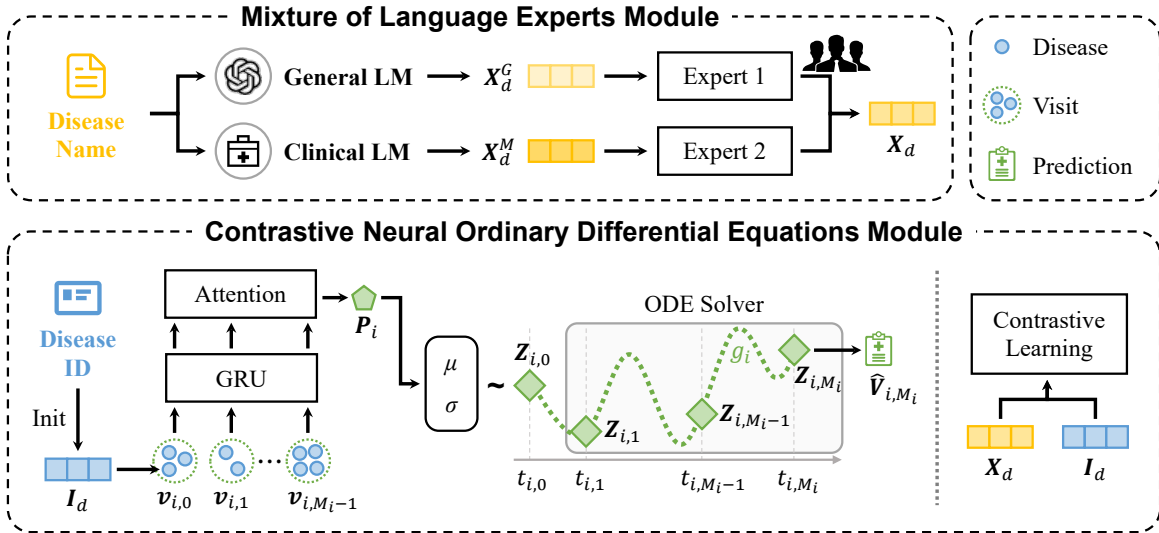 Mixture of Language Experts Module
Disease
Name
General LM
X_d^G
Expert 1
Clinical LM
X_d^M
Expert 2
X_d
Disease
Visit
Prediction
Contrastive Neural Ordinary Differential Equations Module
Disease
ID
Init
I_d
Attention
GRU
v_{i,0}
v_{i,1}
...
v_{i,M_i−1}
P_i
μ
σ
~
ODE Solver
Z_{i,0}
Z_{i,1}
g_i
Z_{i,M_i−1}
Z_{i,M_i}
t_{i,0}
t_{i,1}
t_{i,M_i−1}
t_{i,M_i}
V̂_{i,M_i}
Contrastive
Learning
X_d
I_d